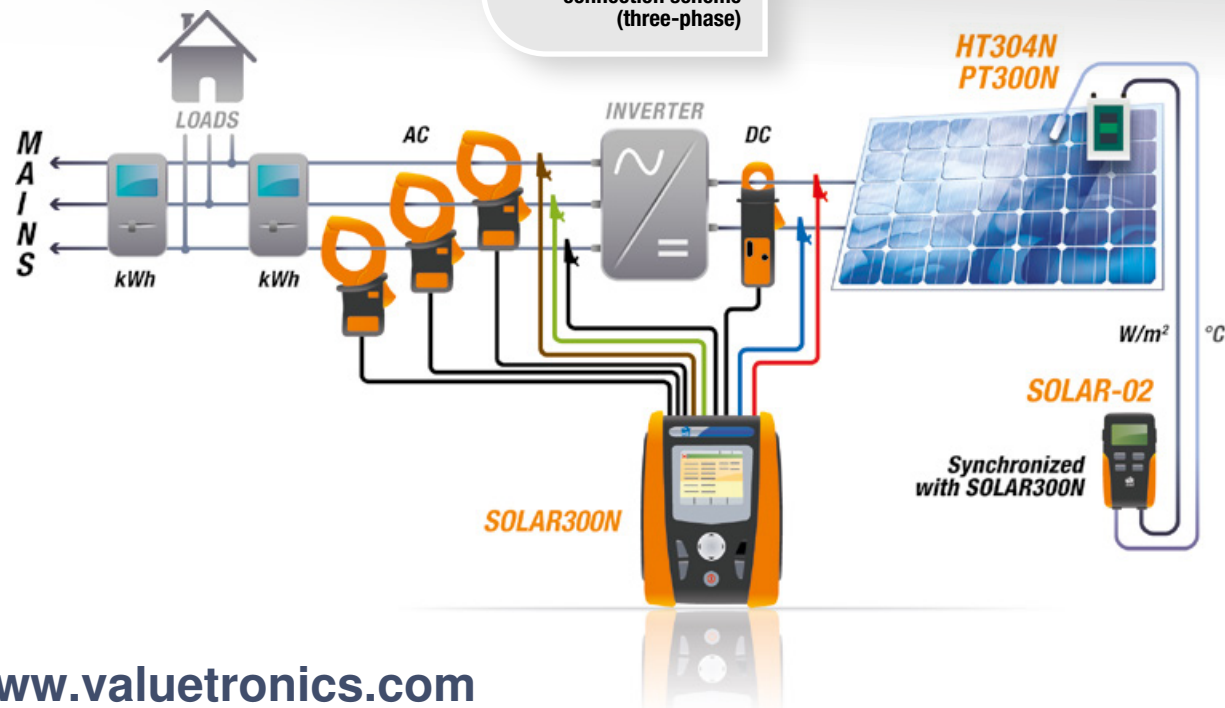 (three-phase)
HT304N
PT300N
LOADS
AC
INVERTER
DC
MAINS
kWh
kWh
W/m² °C
SOLAR-02
Synchronized
with SOLAR300N
SOLAR300N
ww.valuetronics.com